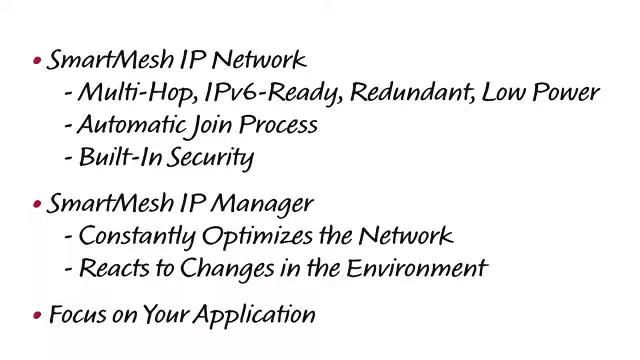 • SmartMesh IP Network
- Multi-Hop, IPv6-Ready, Redundant, Low Power
- Automatic Join Process
- Built-In Security
• SmartMesh IP Manager
- Constantly Optimizes the Network
- Reacts to Changes in the Environment
• Focus on Your Application